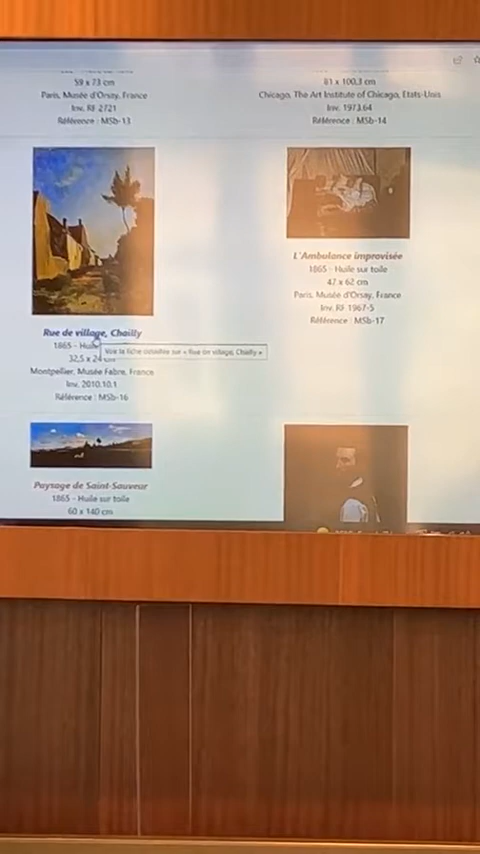 59 x 73 cm
Paris, Musée d'Orsay, France
Inv. RF 2721
Référence : MSb-13
81 x 100,3 cm
Chicago, The Art Institute of Chicago, Etats-Unis
Inv. 1973.64
Référence : MSb-14
Rue de village, Chailly
1865 - Huile
32,5 x 24 cm
Voir la fiche détaillée sur « Rue de village, Chailly »
Montpellier, Musée Fabre, France
Inv. 2010.10.1
Référence : MSb-16
L'Ambulance improvisée
1865 - Huile sur toile
47 x 62 cm
Paris, Musée d'Orsay, France
Inv. RF 1967-5
Référence : MSb-17
Paysage de Saint-Sauveur
1865 - Huile sur toile
60 x 140 cm